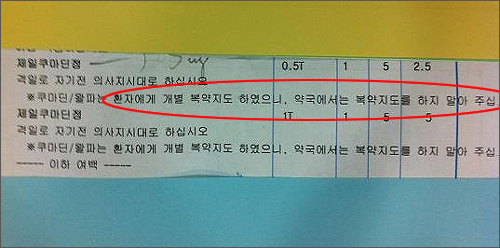 제일쿠마딘정 0.5T 1 5 2.5
격일로 자기전 의사지시대로 하십시오
※쿠마딘/왈파는 환자에게 개별 복약지도 하였으니, 약국에서는 복약지도를 하지 말아 주십
제일쿠마딘정 1T 1 5 5
격일로 자기전 의사지시대로 하십시오
※쿠마딘/왈파는 환자에게 개별 복약지도 하였으니, 약국에서는 복약지도를 하지 말아 주십
----- 이하 여백 -----